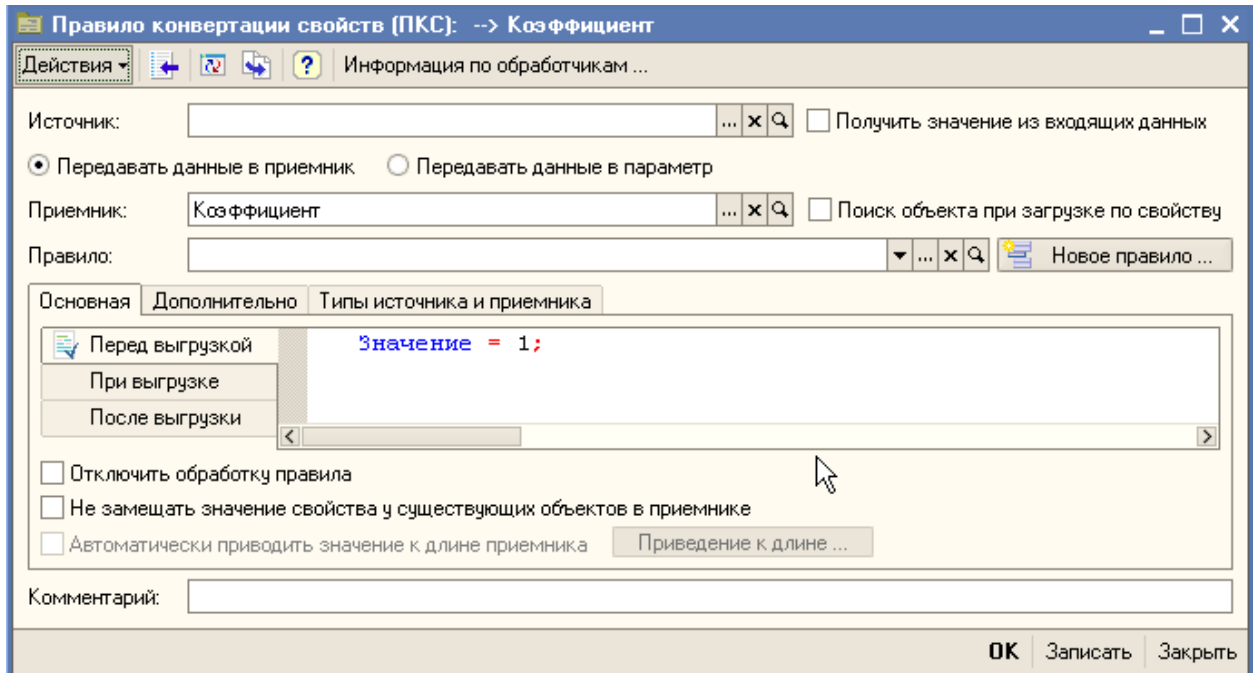 Правило конвертации свойств (ПКС): --> Коэффициент
Действия Информация по обработчикам ...
Источник: ... Получить значение из входящих данных
Передавать данные в приемник Передавать данные в параметр
Приемник: Коэффициент ... Поиск объекта при загрузке по свойству
Правило: ... Новое правило ...
Основная Дополнительно Типы источника и приемника
Перед выгрузкой Значение = 1;
При выгрузке
После выгрузки
Отключить обработку правила
Не замещать значение свойства у существующих объектов в приемнике
Автоматически приводить значение к длине приемника Приведение к длине ...
Комментарий:
ОК Записать Закрыть